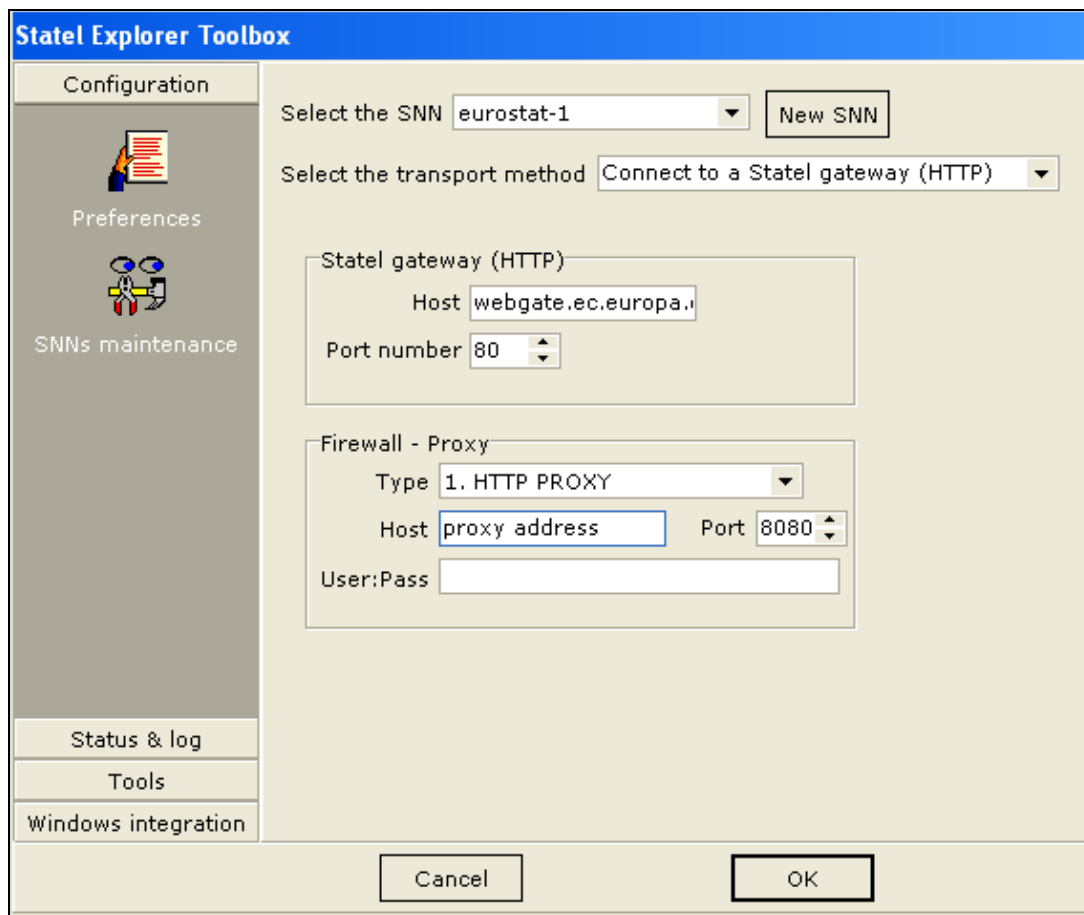 Statel Explorer Toolbox
Configuration
Preferences
SNNs maintenance
Status & log
Tools
Windows integration
Select the SNN eurostat-1 New SNN
Select the transport method Connect to a Statel gateway (HTTP)
Statel gateway (HTTP)
Host webgate.ec.europa.
Port number 80
Firewall - Proxy
Type 1. HTTP PROXY
Host proxy address Port 8080
User:Pass
Cancel OK